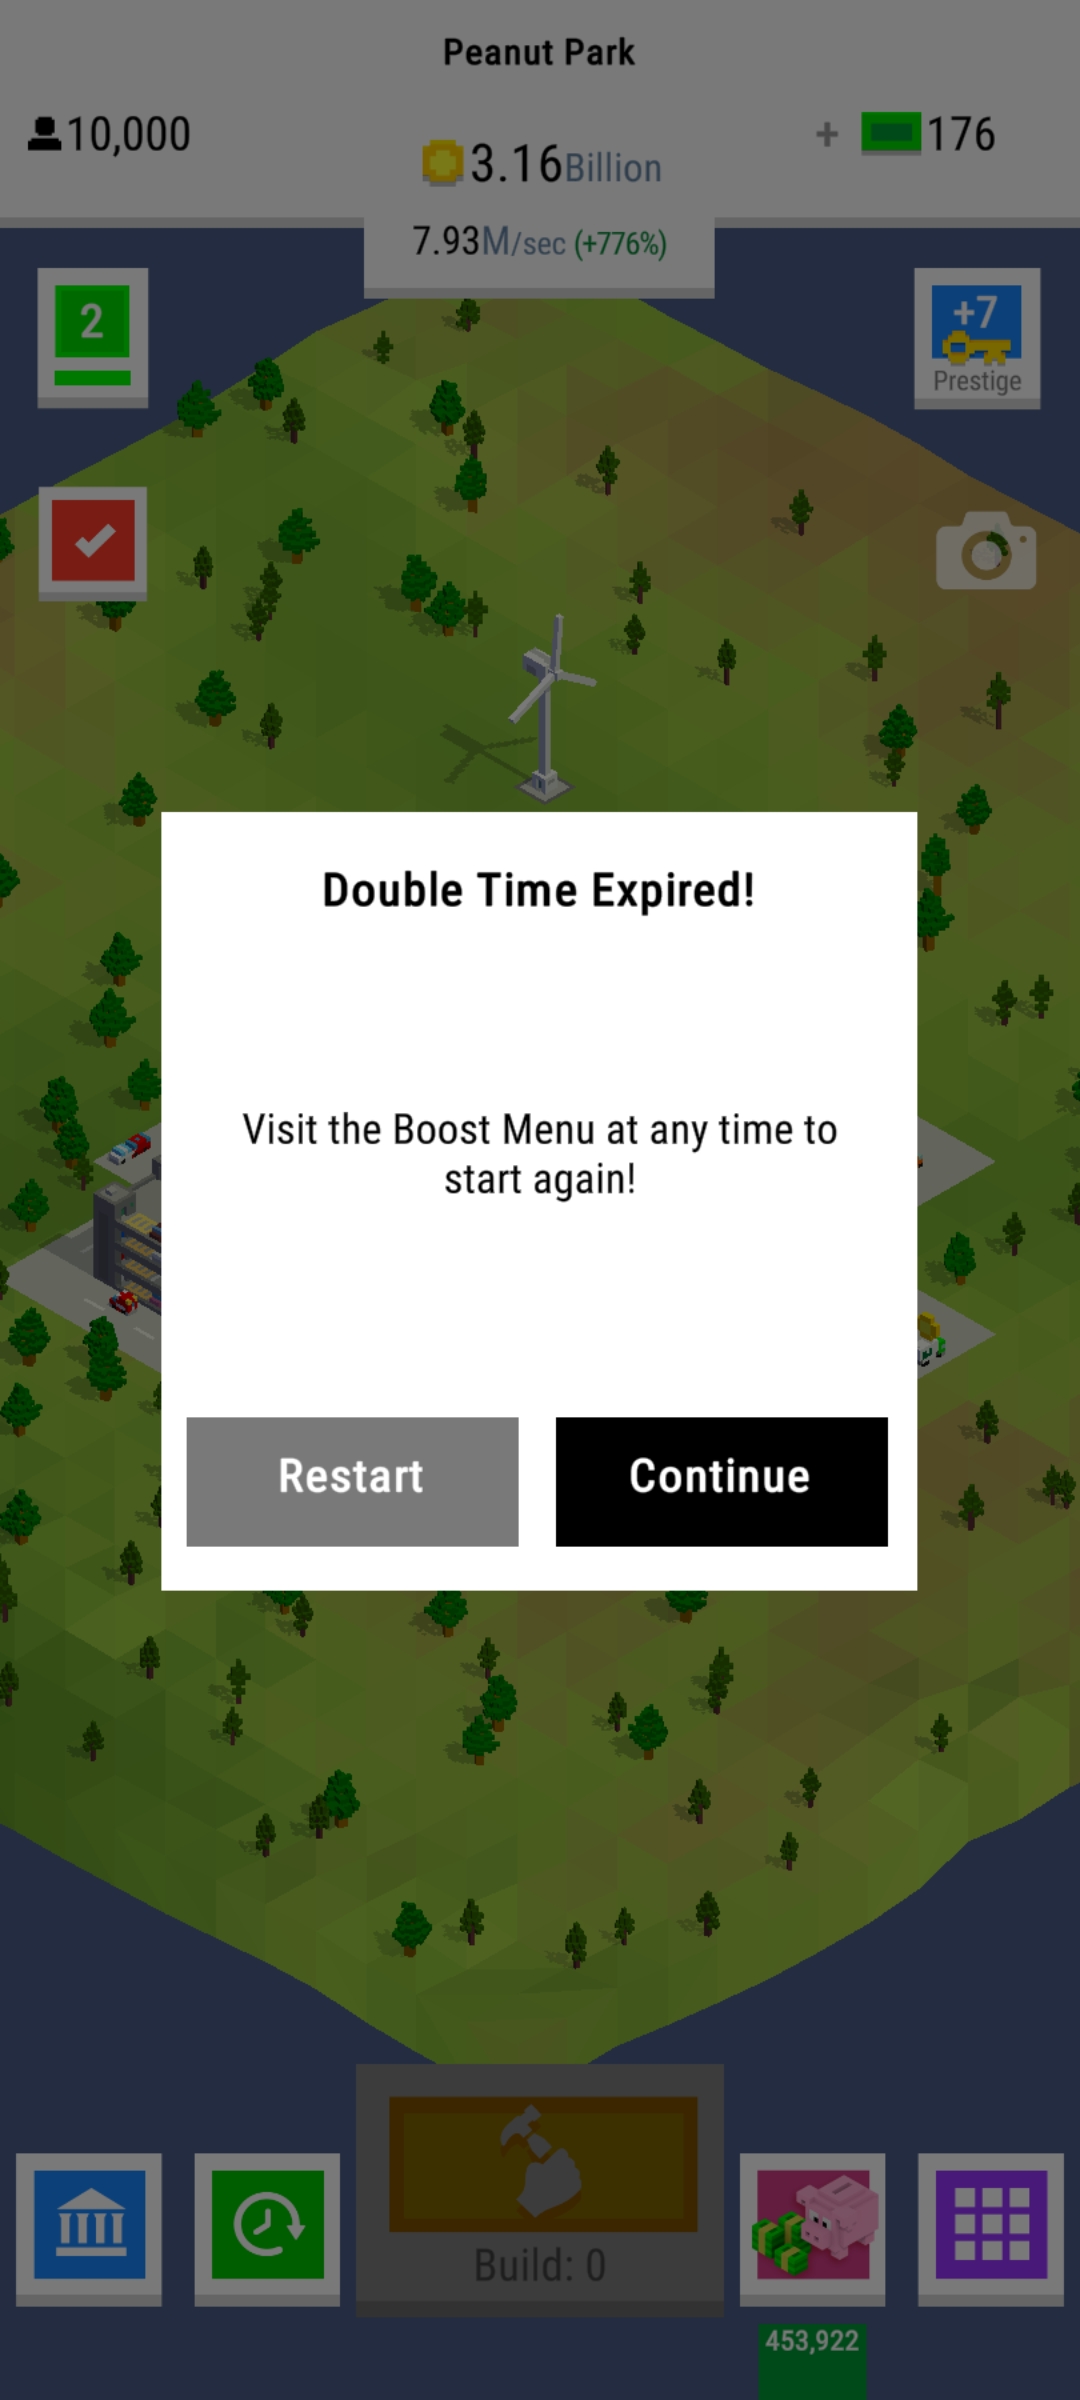 Peanut Park
10,000
3.16Billion
+ 176
7.93M/sec (+776%)
2
+7
Prestige
Double Time Expired!
Visit the Boost Menu at any time to
start again!
Restart
Continue
Build: 0
453,922